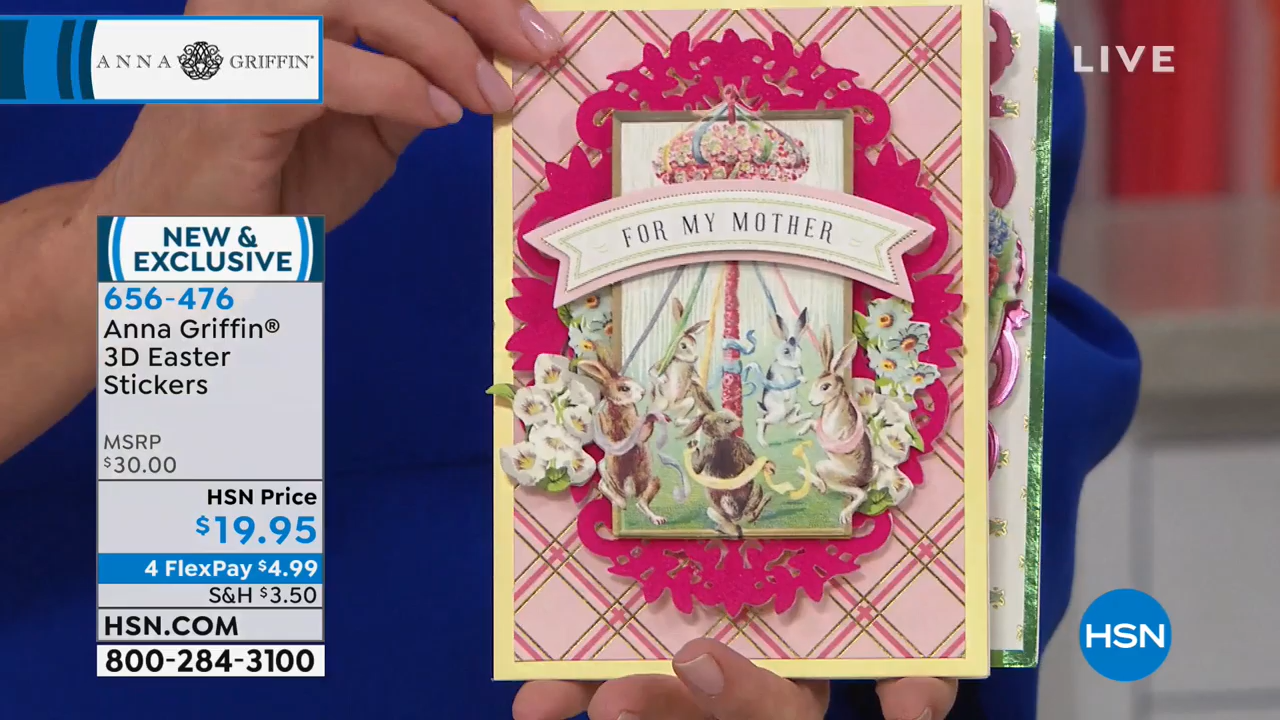 ANNA GRIFFIN®
LIVE
NEW &
EXCLUSIVE
656-476
Anna Griffin®
3D Easter
Stickers
MSRP
$30.00
HSN Price
$19.95
4 FlexPay $4.99
S&H $3.50
HSN.COM
800-284-3100
FOR MY MOTHER
HSN